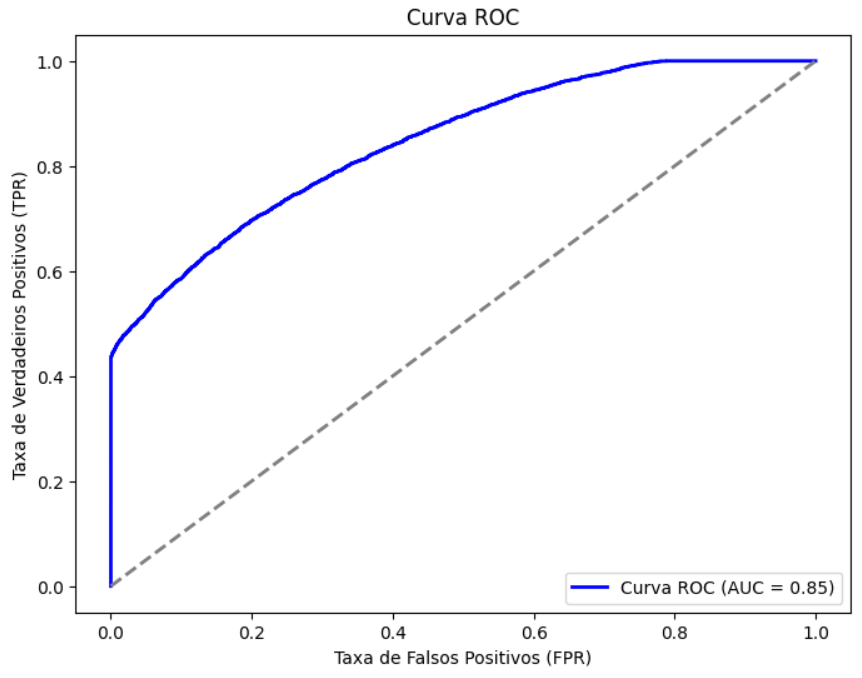 Curva ROC
Taxa de Verdadeiros Positivos (TPR)
1.0
0.8
0.6
0.4
0.2
0.0
Curva ROC (AUC = 0.85)
0.0 0.2 0.4 0.6 0.8 1.0
Taxa de Falsos Positivos (FPR)